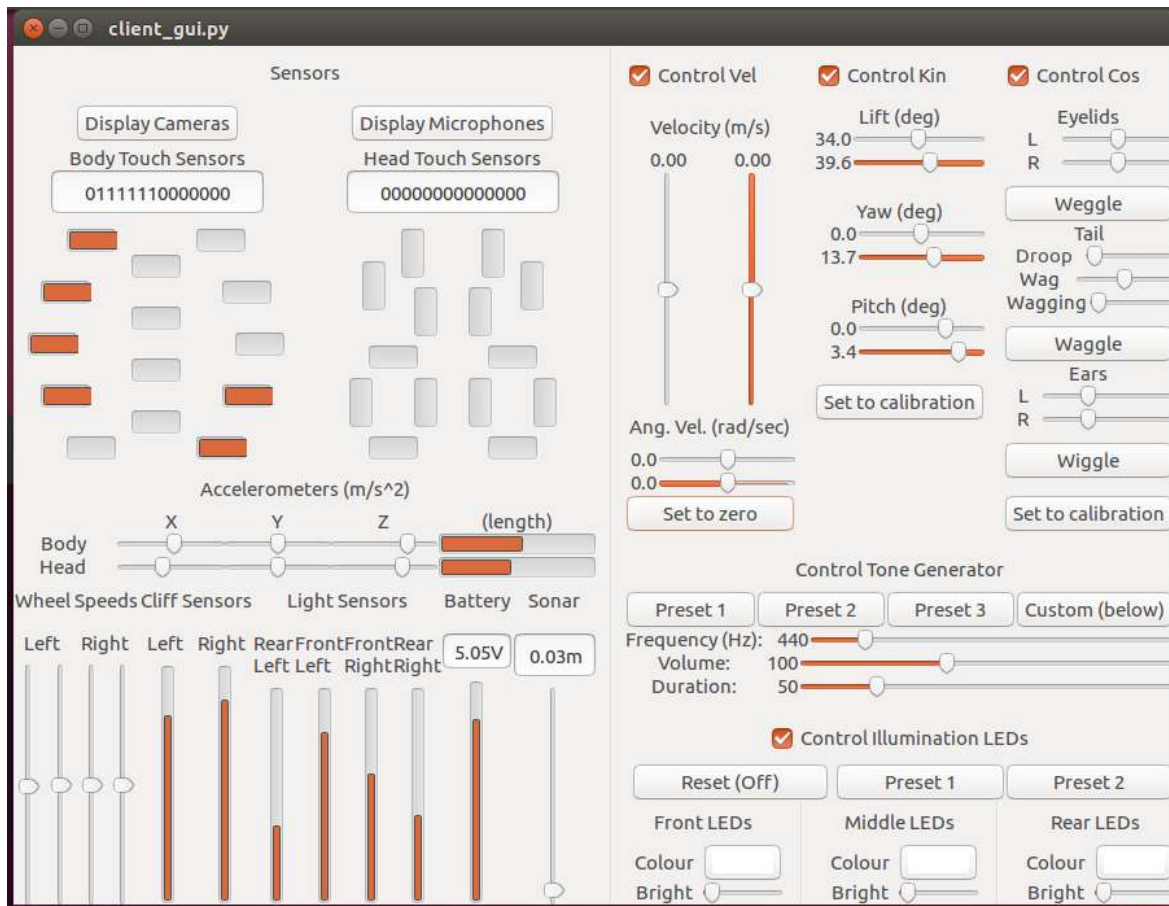 client_gui.py
Sensors
Display Cameras
Display Microphones
Body Touch Sensors
Head Touch Sensors
01111110000000
00000000000000
Accelerometers (m/s^2)
X Y Z (length)
Body
Head
Wheel Speeds Cliff Sensors Light Sensors Battery Sonar
Left Right Left Right Rear Left Front Left Front Right Rear Right 5.05V 0.03m
Control Vel
Velocity (m/s)
0.00 0.00
Ang. Vel. (rad/sec)
0.0
0.0
Set to zero
Control Kin
Lift (deg)
34.0
39.6
Yaw (deg)
0.0
13.7
Pitch (deg)
0.0
3.4
Set to calibration
Control Cos
Eyelids
L
R
Weggle
Tail
Droop
Wag
Wagging
Waggle
Ears
L
R
Wiggle
Set to calibration
Control Tone Generator
Preset 1 Preset 2 Preset 3 Custom (below)
Frequency (Hz): 440
Volume: 100
Duration: 50
Control Illumination LEDs
Reset (Off) Preset 1 Preset 2
Front LEDs Middle LEDs Rear LEDs
Colour Colour Colour
Bright Bright Bright